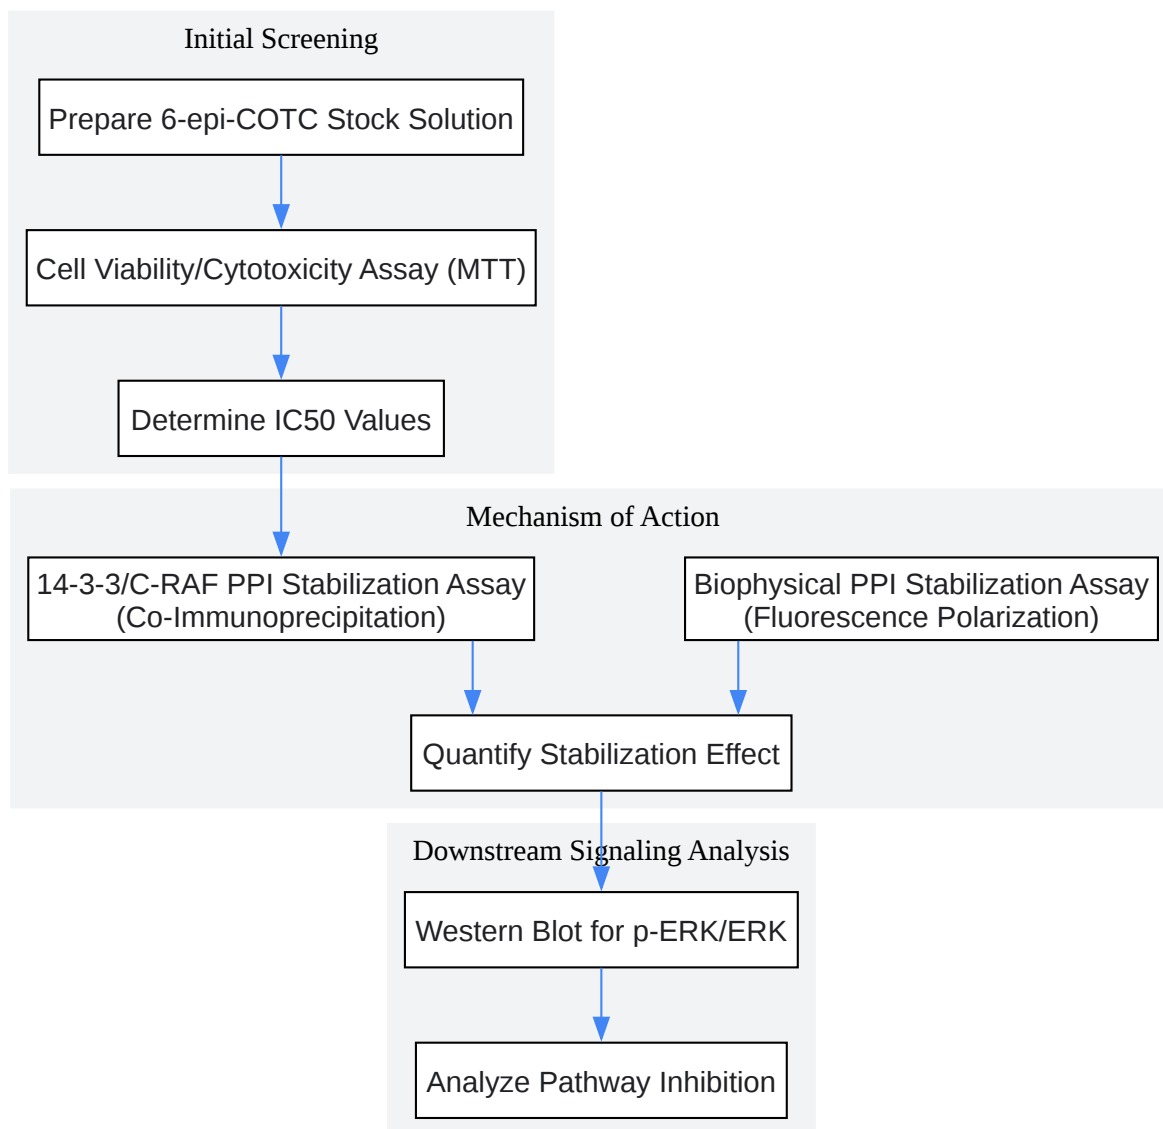 Initial Screening
Prepare 6-epi-COTC Stock Solution
Cell Viability/Cytotoxicity Assay (MTT)
Determine IC50 Values
Mechanism of Action
14-3-3/C-RAF PPI Stabilization Assay
(Co-Immunoprecipitation)
Biophysical PPI Stabilization Assay
(Fluorescence Polarization)
Quantify Stabilization Effect
Downstream Signaling Analysis
Western Blot for p-ERK/ERK
Analyze Pathway Inhibition